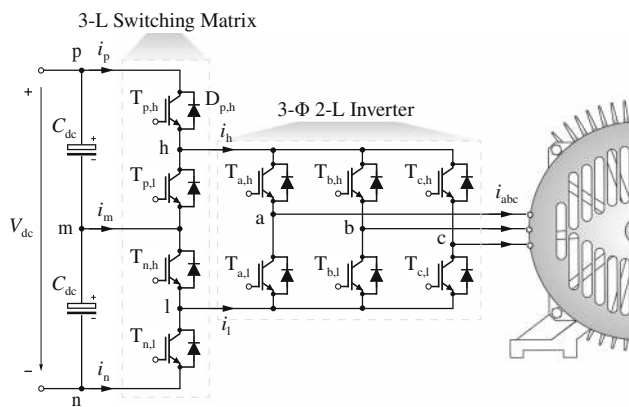 3-L Switching Matrix
p
i_p
+
T_p,h
D_p,h
3-Φ 2-L Inverter
C_dc
+
−
h
i_h
T_p,l
T_a,h
T_b,h
T_c,h
i_abc
V_dc
m
i_m
a
b
c
T_n,h
C_dc
+
−
T_a,l
T_b,l
T_c,l
l
i_l
T_n,l
−
i_n
n